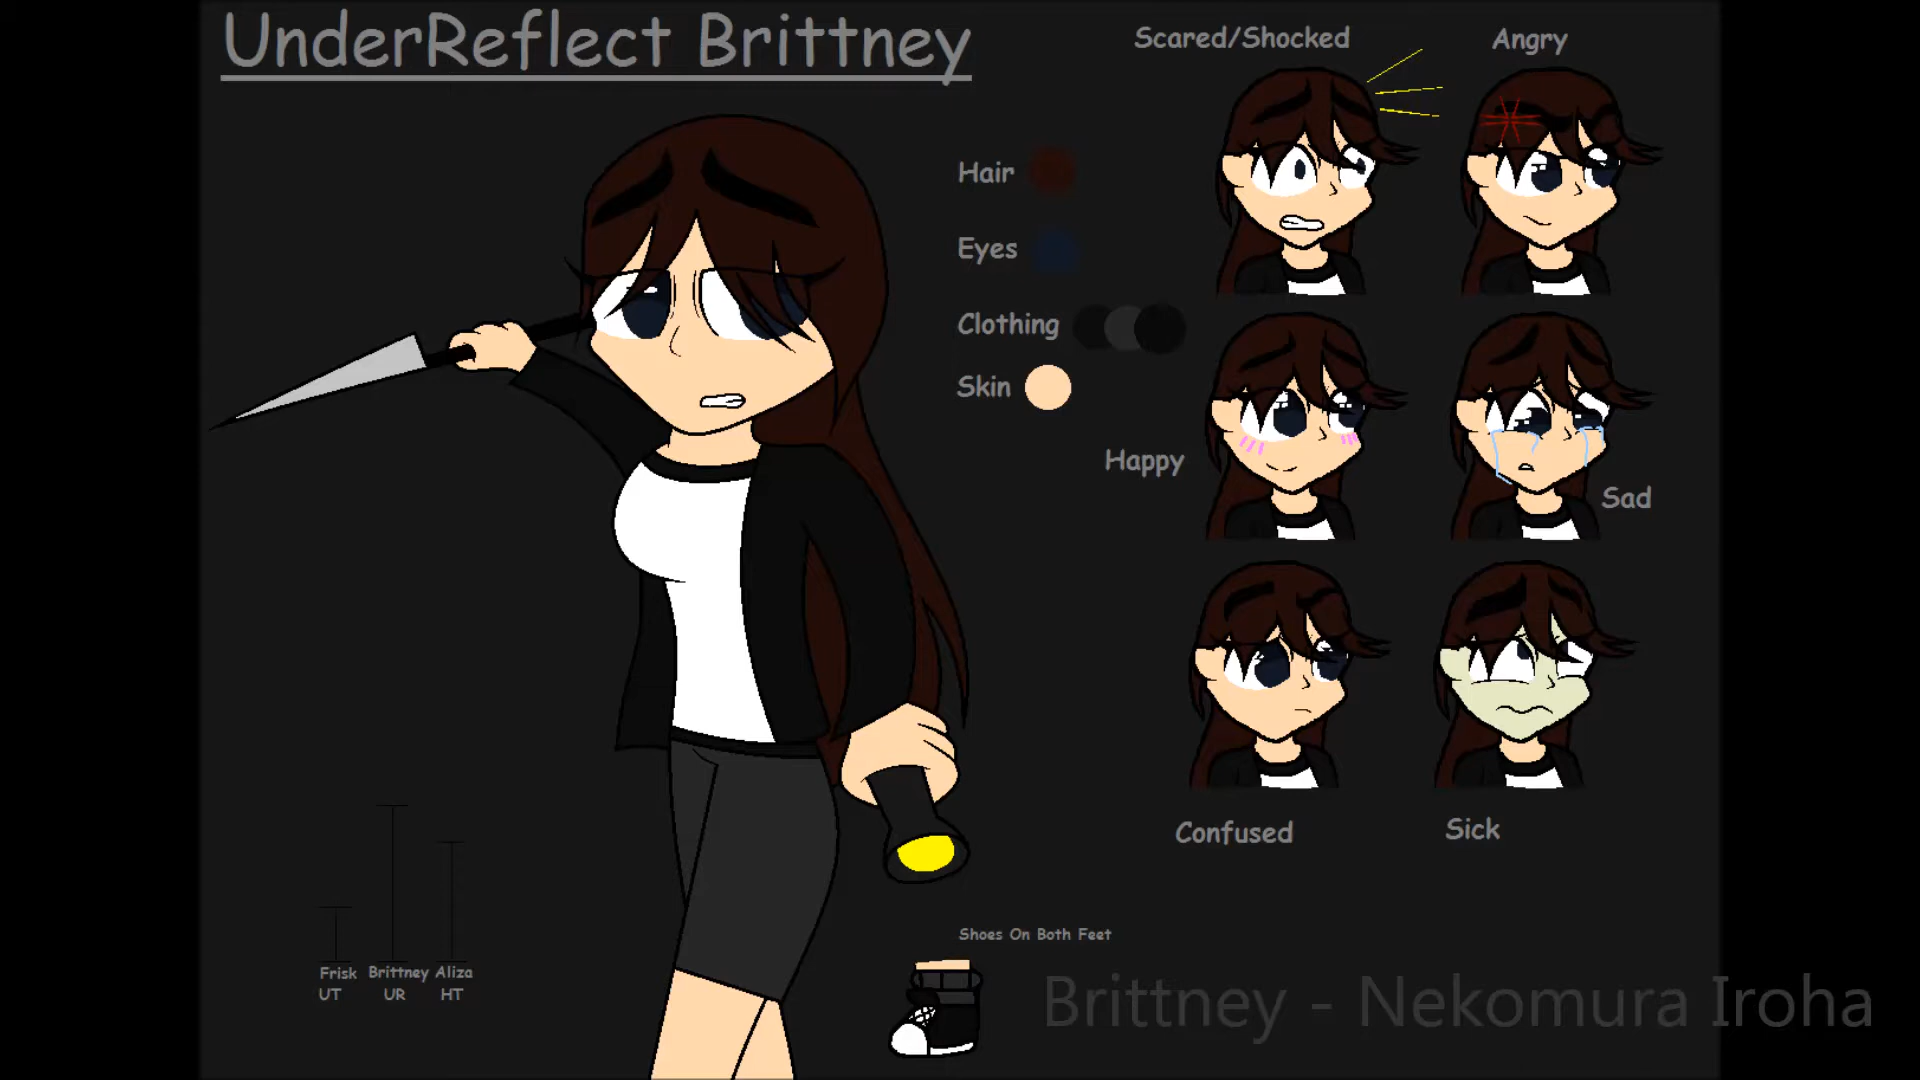 UnderReflect Brittney
Scared/Shocked
Angry
Hair
Eyes
Clothing
Skin
Happy
Sad
Confused
Sick
Frisk Brittney Aliza
UT UR HT
Shoes On Both Feet
Brittney - Nekomura Iroha